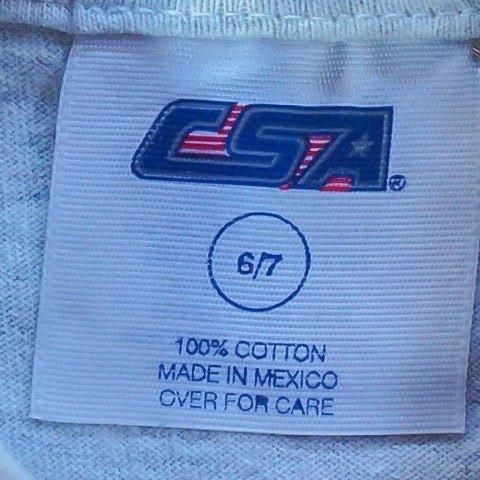 CSA®
6/7
100% COTTON
MADE IN MEXICO
OVER FOR CARE